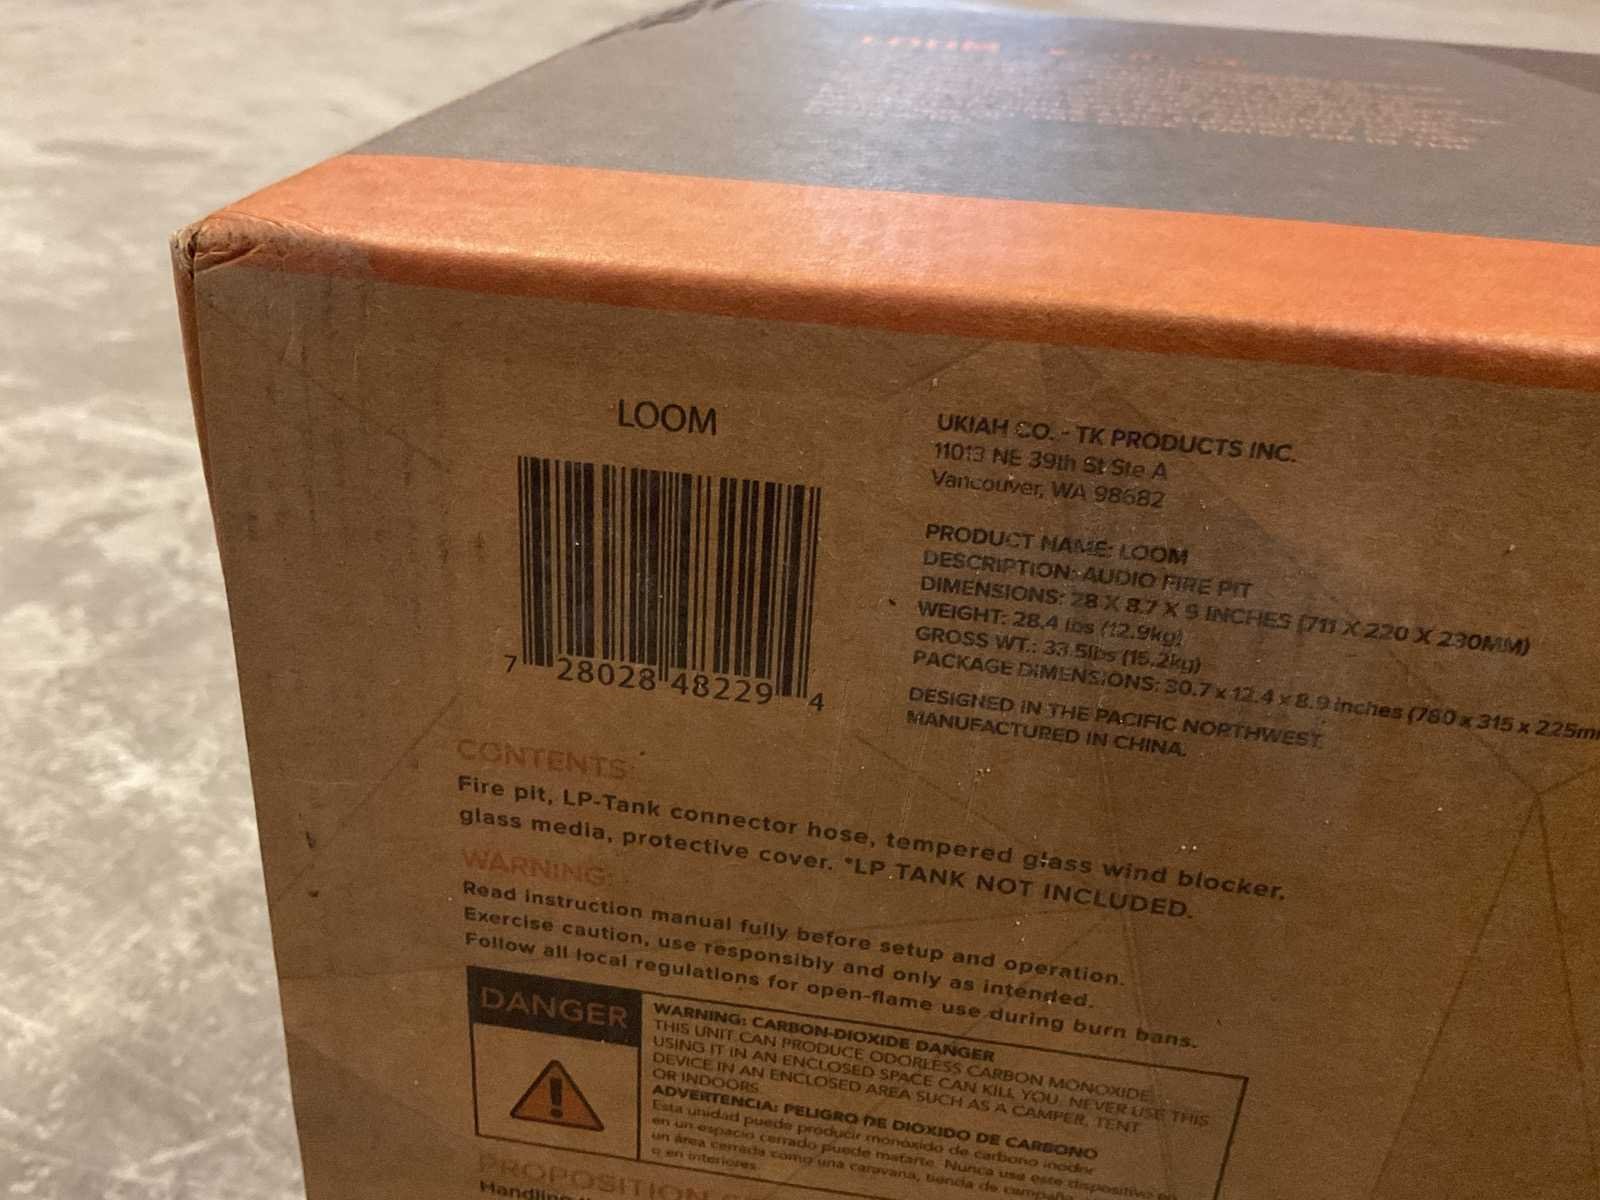 LOOM
7 28028 48229 4
UKIAH CO. - TK PRODUCTS INC.
11013 NE 39th St Ste A
Vancouver, WA 98682
PRODUCT NAME: LOOM
DESCRIPTION: AUDIO FIRE PIT
DIMENSIONS: 28 X 8.7 X 9 INCHES (711 X 220 X 230MM)
WEIGHT: 28.4 lbs (12.9kg)
GROSS WT.: 33.5lbs (15.2kg)
PACKAGE DIMENSIONS: 30.7 x 12.4 x 8.9 inches (780 x 315 x 225m
DESIGNED IN THE PACIFIC NORTHWEST
MANUFACTURED IN CHINA.
CONTENTS:
Fire pit, LP-Tank connector hose, tempered glass wind blocker,
glass media, protective cover. *LP TANK NOT INCLUDED.
WARNING:
Read instruction manual fully before setup and operation.
Exercise caution, use responsibly and only as intended.
Follow all local regulations for open-flame use during burn bans.
DANGER
WARNING: CARBON-DIOXIDE DANGER
THIS UNIT CAN PRODUCE ODORLESS CARBON MONOXIDE.
USING IT IN AN ENCLOSED SPACE CAN KILL YOU. NEVER USE THIS
DEVICE IN AN ENCLOSED AREA SUCH AS A CAMPER, TENT
OR INDOORS.
ADVERTENCIA: PELIGRO DE DIOXIDO DE CARBONO
Esta unidad puede producir monóxido de carbono inodor
en un espacio cerrado puede matarte. Nunca use este dispositivo en
un área cerrada como una caravana, tienda de campaña
o en interiores.
PROPOSITION